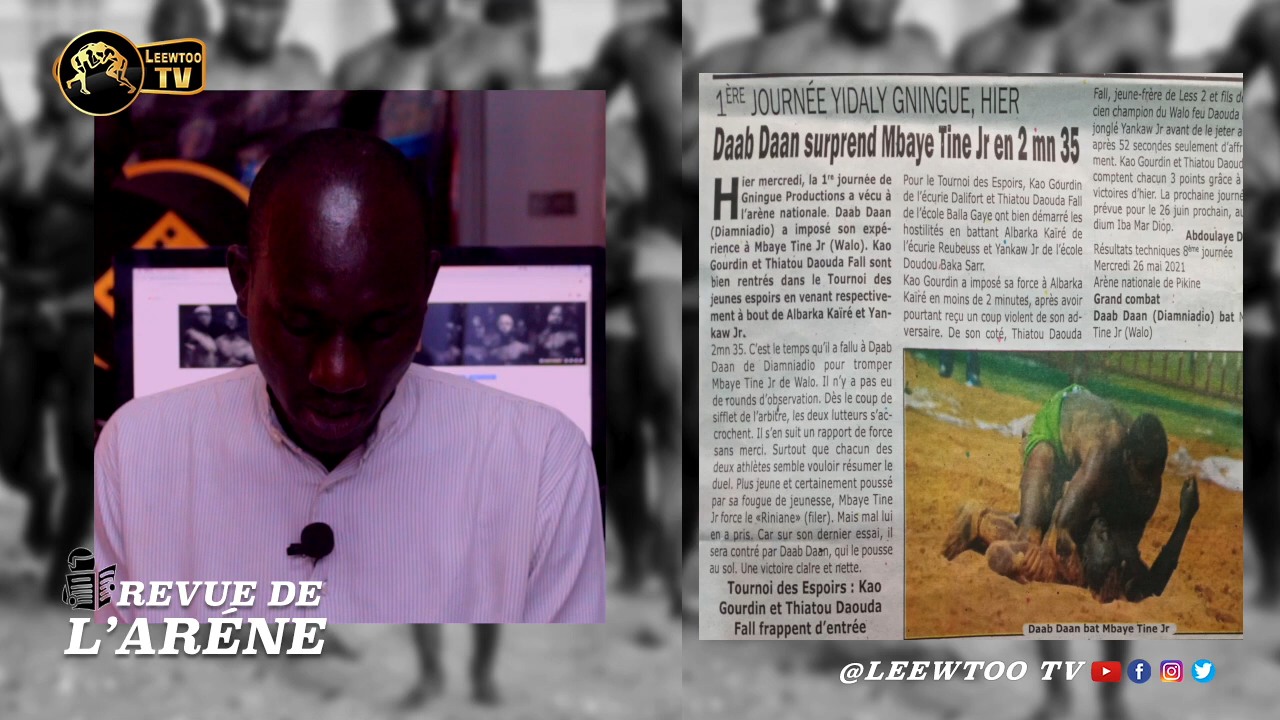 LEEWTOO
TV
REVUE DE
L'ARÉNE
1ÈRE JOURNÉE YIDALY GNINGUE, HIER
Daab Daan surprend Mbaye Tine Jr en 2 mn 35
Hier mercredi, la 1re journée de
Gningue Productions a vécu à
l'arène nationale. Daab Daan
(Diamniadio) a imposé son expé-
rience à Mbaye Tine Jr (Walo). Kao
Gourdin et Thiatou Daouda Fall sont
bien rentrés dans le Tournoi des
jeunes espoirs en venant respective-
ment à bout de Albarka Kaïré et Yan-
kaw Jr.
2mn 35. C'est le temps qu'il a fallu à Daab
Daan de Diamniadio pour tromper
Mbaye Tine Jr de Walo. Il n'y a pas eu
de rounds d'observation. Dès le coup de
sifflet de l'arbitre, les deux lutteurs s'ac-
crochent. Il s'en suit un rapport de force
sans merci. Surtout que chacun des
deux athlètes semble vouloir résumer le
duel. Plus jeune et certainement poussé
par sa fougue de jeunesse, Mbaye Tine
Jr force le «Riniane» (filer). Mais mal lui
en a pris. Car sur son dernier essai, il
sera contré par Daab Daan, qui le pousse
au sol. Une victoire claire et nette.
Tournoi des Espoirs : Kao
Gourdin et Thiatou Daouda
Fall frappent d'entrée
Pour le Tournoi des Espoirs, Kao Gourdin
de l'écurie Dalifort et Thiatou Daouda Fall
de l'école Balla Gaye ont bien démarré les
hostilités en battant Albarka Kaïré de
l'écurie Reubeuss et Yankaw Jr de l'école
Doudou Baka Sarr.
Kao Gourdin a imposé sa force à Albarka
Kaïré en moins de 2 minutes, après avoir
pourtant reçu un coup violent de son ad-
versaire. De son coté, Thiatou Daouda
Fall, jeune-frère de Less 2 et fils d
cien champion du Walo feu Daouda
jonglé Yankaw Jr avant de le jeter a
après 52 secondes seulement d'affr
ment. Kao Gourdin et Thiatou Daoud
comptent chacun 3 points grâce à
victoires d'hier. La prochaine journé
prévue pour le 26 juin prochain, au
dium Iba Mar Diop.
Abdoulaye D
Résultats techniques 8ème journée
Mercredi 26 mai 2021
Arène nationale de Pikine
Grand combat :
Daab Daan (Diamniadio) bat
Tine Jr (Walo)
Daab Daan bat Mbaye Tine Jr
@LEEWTOO TV